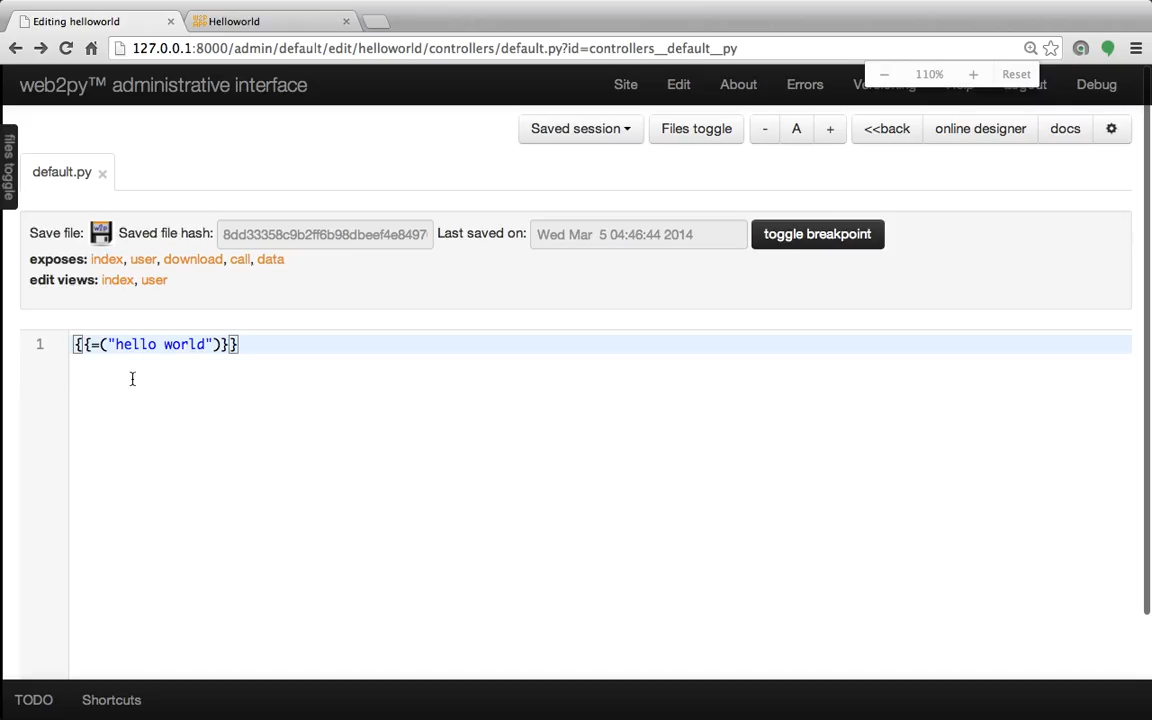 Editing helloworld
Helloworld
127.0.0.1:8000/admin/default/edit/helloworld/controllers/default.py?id=controllers__default__py
110%
Reset
web2py™ administrative interface
Site Edit About Errors Versioning Help Logout Debug
files toggle
Saved session Files toggle - A + <<back online designer docs
default.py
Save file: Saved file hash: 8dd33358c9b2ff6b98dbeef4e8497 Last saved on: Wed Mar 5 04:46:44 2014 toggle breakpoint
exposes: index, user, download, call, data
edit views: index, user
1 {{=("hello world")}}
TODO Shortcuts